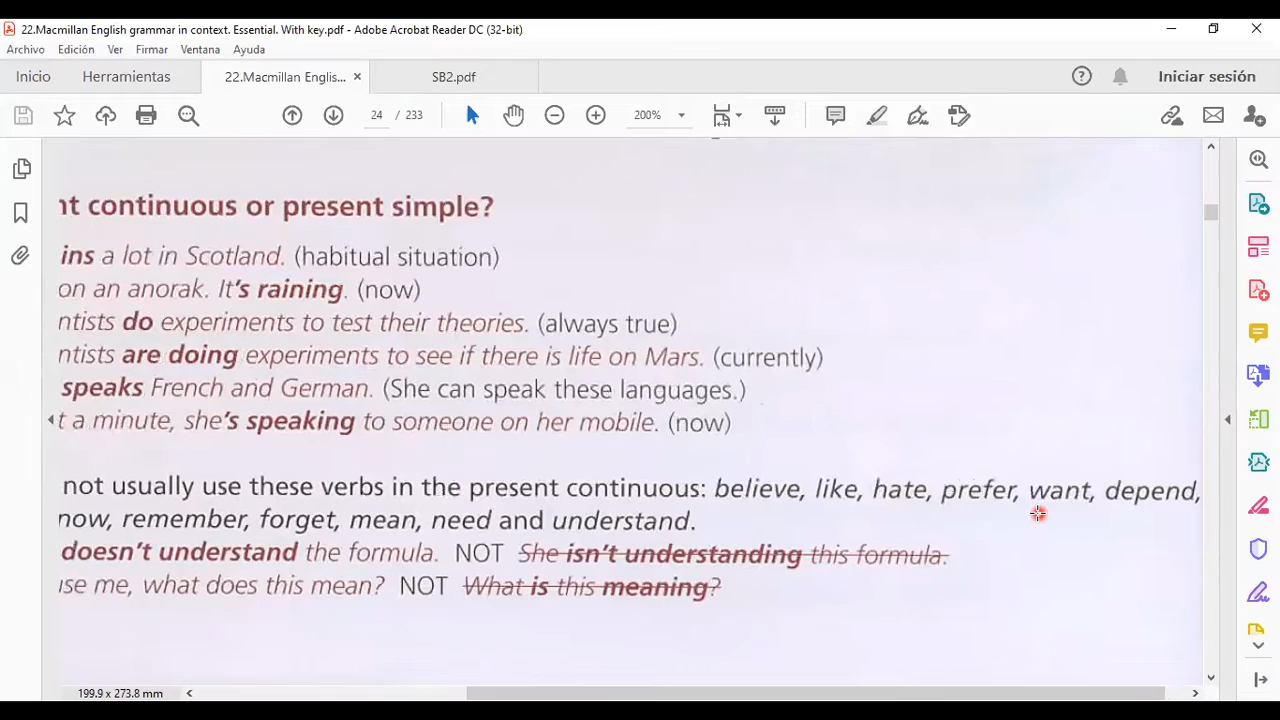 22.Macmillan English grammar in context. Essential. With key.pdf - Adobe Acrobat Reader DC (32-bit)
Archivo Edición Ver Firmar Ventana Ayuda
Inicio Herramientas 22.Macmillan Englis... SB2.pdf Iniciar sesión
24 / 233 200%
nt continuous or present simple?
ins a lot in Scotland. (habitual situation)
on an anorak. It's raining. (now)
ntists do experiments to test their theories. (always true)
ntists are doing experiments to see if there is life on Mars. (currently)
speaks French and German. (She can speak these languages.)
t a minute, she's speaking to someone on her mobile. (now)
not usually use these verbs in the present continuous: believe, like, hate, prefer, want, depend,
now, remember, forget, mean, need and understand.
doesn't understand the formula. NOT She isn't understanding this formula.
use me, what does this mean? NOT What is this meaning?
199.9 x 273.8 mm